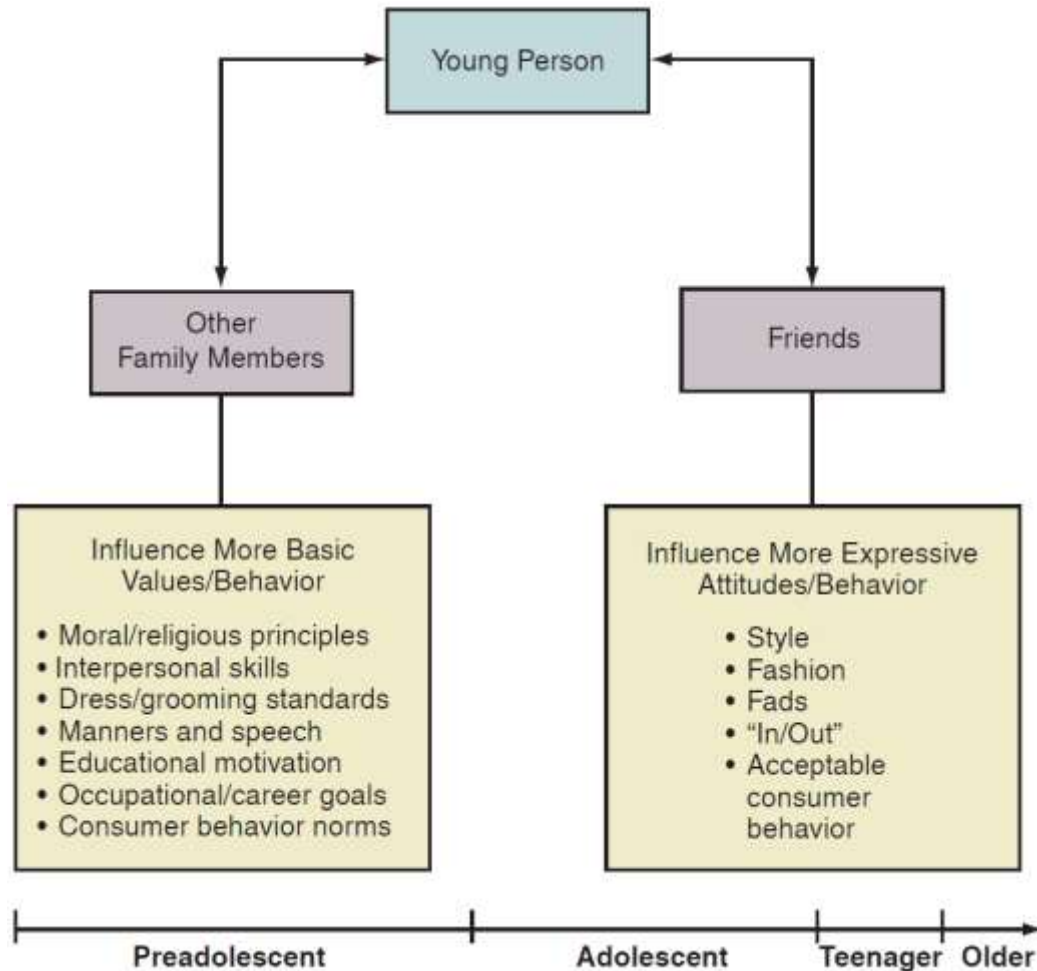 Young Person
Other
Family Members
Friends
Influence More Basic
Values/Behavior
• Moral/religious principles
• Interpersonal skills
• Dress/grooming standards
• Manners and speech
• Educational motivation
• Occupational/career goals
• Consumer behavior norms
Influence More Expressive
Attitudes/Behavior
• Style
• Fashion
• Fads
• “In/Out”
• Acceptable
consumer
behavior
Preadolescent
Adolescent
Teenager
Older